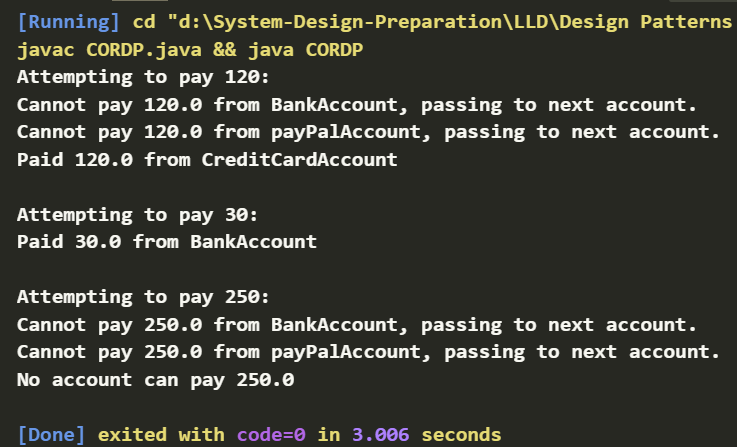 [Running] cd "d:\System-Design-Preparation\LLD\Design Patterns
javac CORDP.java && java CORDP
Attempting to pay 120:
Cannot pay 120.0 from BankAccount, passing to next account.
Cannot pay 120.0 from payPalAccount, passing to next account.
Paid 120.0 from CreditCardAccount

Attempting to pay 30:
Paid 30.0 from BankAccount

Attempting to pay 250:
Cannot pay 250.0 from BankAccount, passing to next account.
Cannot pay 250.0 from payPalAccount, passing to next account.
No account can pay 250.0

[Done] exited with code=0 in 3.006 seconds